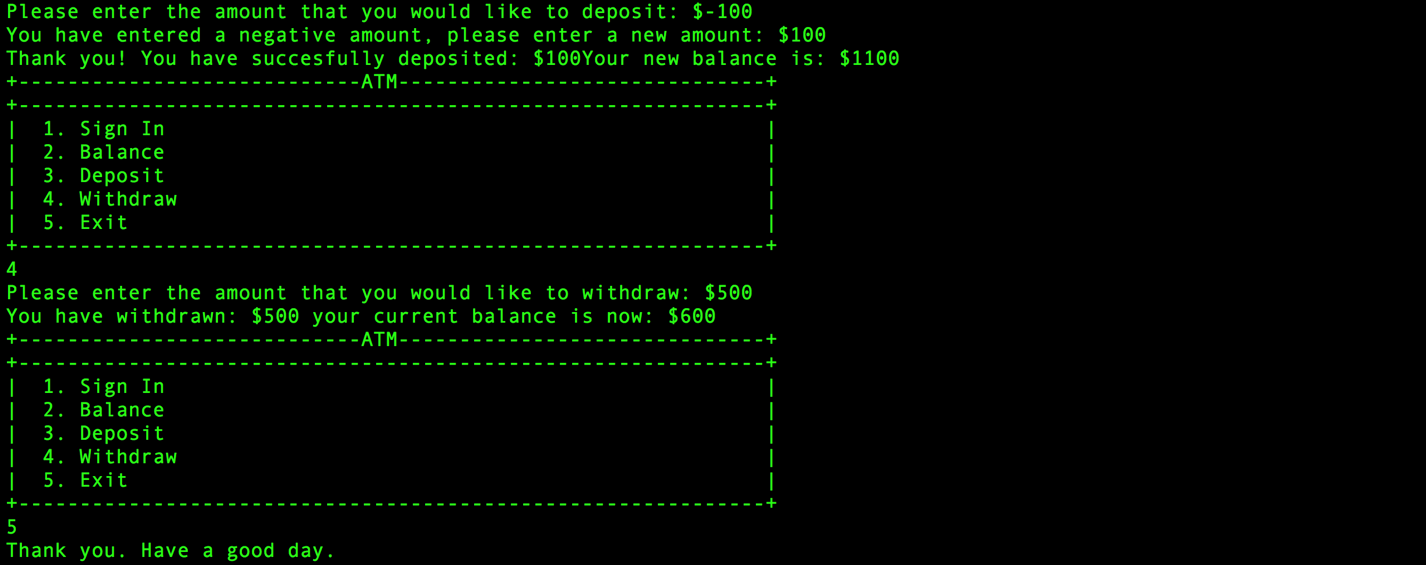 Please enter the amount that you would like to deposit: $-100
You have entered a negative amount, please enter a new amount: $100
Thank you! You have succesfully deposited: $100Your new balance is: $1100
+----------------------------ATM------------------------------+
+-------------------------------------------------------------+
|  1. Sign In                                                 |
|  2. Balance                                                 |
|  3. Deposit                                                 |
|  4. Withdraw                                                |
|  5. Exit                                                    |
+-------------------------------------------------------------+
4
Please enter the amount that you would like to withdraw: $500
You have withdrawn: $500 your current balance is now: $600
+----------------------------ATM------------------------------+
+-------------------------------------------------------------+
|  1. Sign In                                                 |
|  2. Balance                                                 |
|  3. Deposit                                                 |
|  4. Withdraw                                                |
|  5. Exit                                                    |
+-------------------------------------------------------------+
5
Thank you. Have a good day.